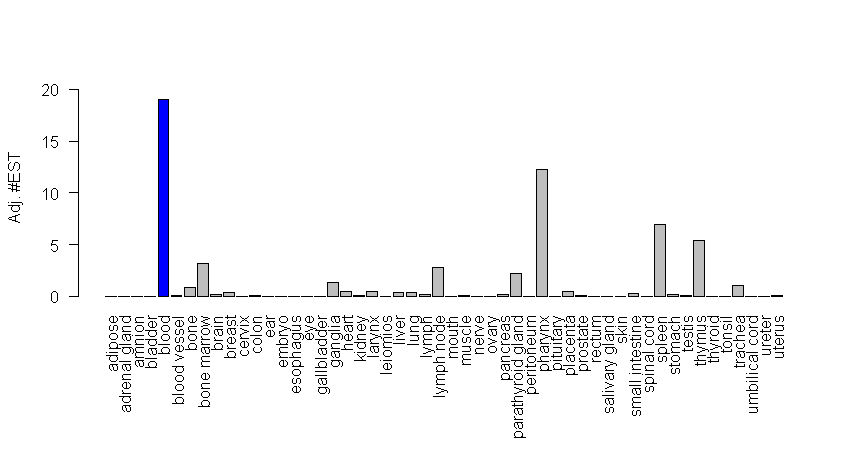 20
15
10
5
0
Adj. #EST
adipose
adrenal gland
amnion
bladder
blood
blood vessel
bone
bone marrow
brain
breast
cervix
colon
ear
embryo
esophagus
eye
gallbladder
ganglia
heart
kidney
larynx
leiomios
liver
lung
lymph
lymph node
mouth
muscle
nerve
ovary
pancreas
parathyroid gland
peritoneum
pharynx
pituitary
placenta
prostate
rectum
salivary gland
skin
small intestine
spinal cord
spleen
stomach
testis
thymus
thyroid
tonsil
trachea
umbilical cord
ureter
uterus